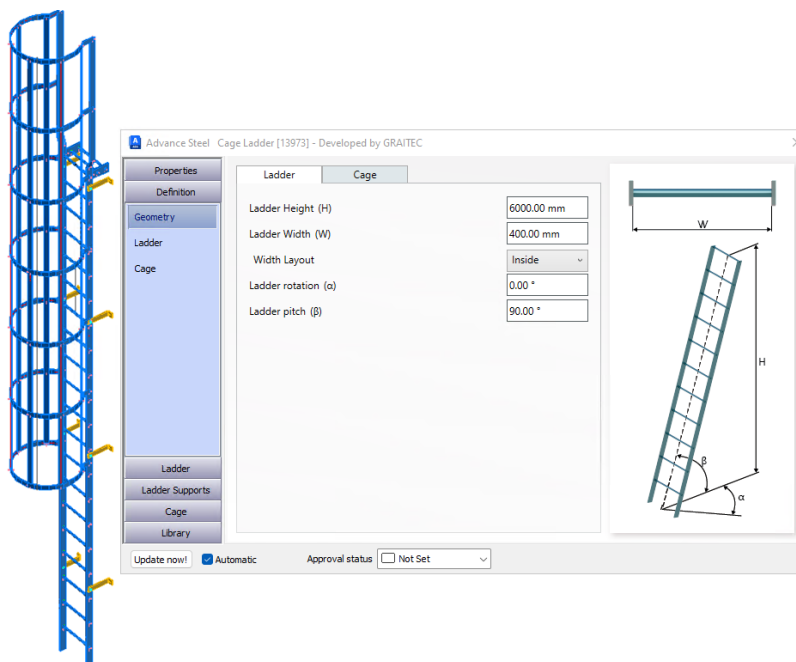 Advance Steel Cage Ladder [13973] - Developed by GRAITEC
Properties
Definition
Geometry
Ladder
Cage
Ladder
Ladder Supports
Cage
Library
Ladder Cage
Ladder Height (H) 6000.00 mm
Ladder Width (W) 400.00 mm
Width Layout Inside
Ladder rotation (α) 0.00 °
Ladder pitch (β) 90.00 °
W
H
β
α
Update now! Automatic Approval status Not Set